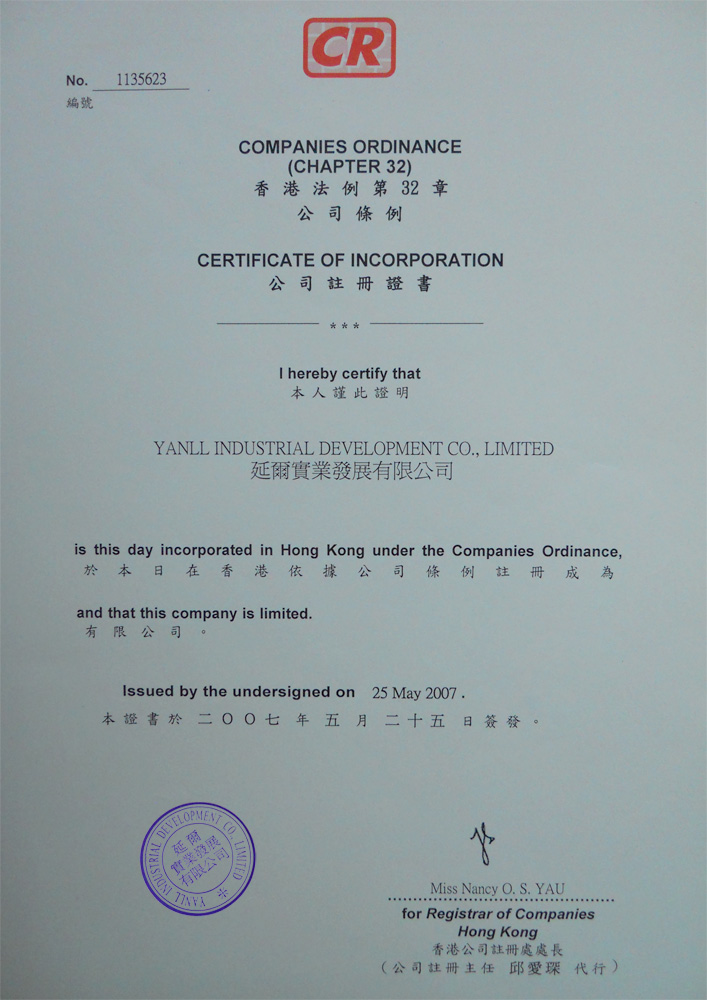 CR
No. 1135623
編號
COMPANIES ORDINANCE
(CHAPTER 32)
香港法例第32章
公司條例
CERTIFICATE OF INCORPORATION
公司註冊證書
***
I hereby certify that
本人謹此證明
YANLL INDUSTRIAL DEVELOPMENT CO., LIMITED
延爾實業發展有限公司
is this day incorporated in Hong Kong under the Companies Ordinance,
於本日在香港依據公司條例註冊成為
and that this company is limited.
有限公司。
Issued by the undersigned on 25 May 2007.
本證書於二〇〇七年五月二十五日簽發。
YANLL INDUSTRIAL DEVELOPMENT CO., LIMITED
延爾
實業發展
有限公司
Miss Nancy O. S. YAU
for Registrar of Companies
Hong Kong
香港公司註冊處處長
(公司註冊主任 邱愛琛 代行)